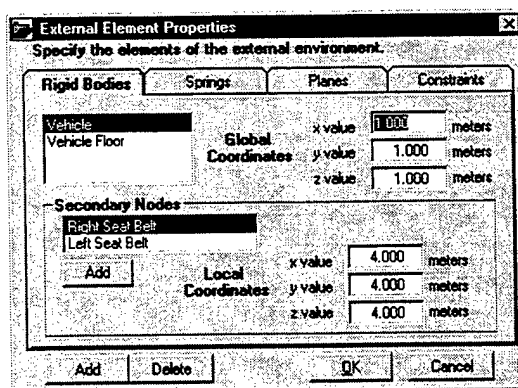 External Element Properties
Specify the elements of the external environment.
Rigid Bodies Springs Planes Constraints
Vehicle
Vehicle Floor
Global Coordinates
x value 1.000 meters
y value 1.000 meters
z value 1.000 meters
Secondary Nodes
Right Seat Belt
Left Seat Belt
Add
Local Coordinates
x value 4.000 meters
y value 4.000 meters
z value 4.000 meters
Add Delete OK Cancel